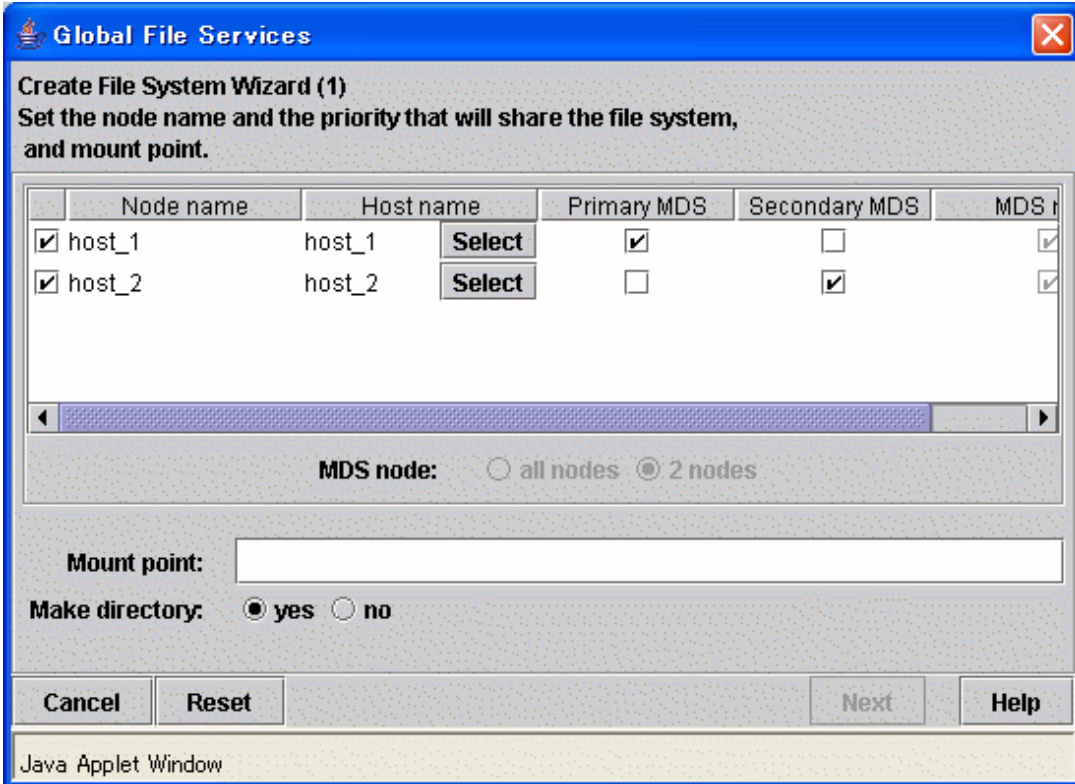 Global File Services
Create File System Wizard (1)
Set the node name and the priority that will share the file system,
and mount point.
Node name Host name Primary MDS Secondary MDS MDS
host_1 host_1 Select
host_2 host_2 Select
MDS node: all nodes 2 nodes
Mount point:
Make directory: yes no
Cancel Reset Next Help
Java Applet Window